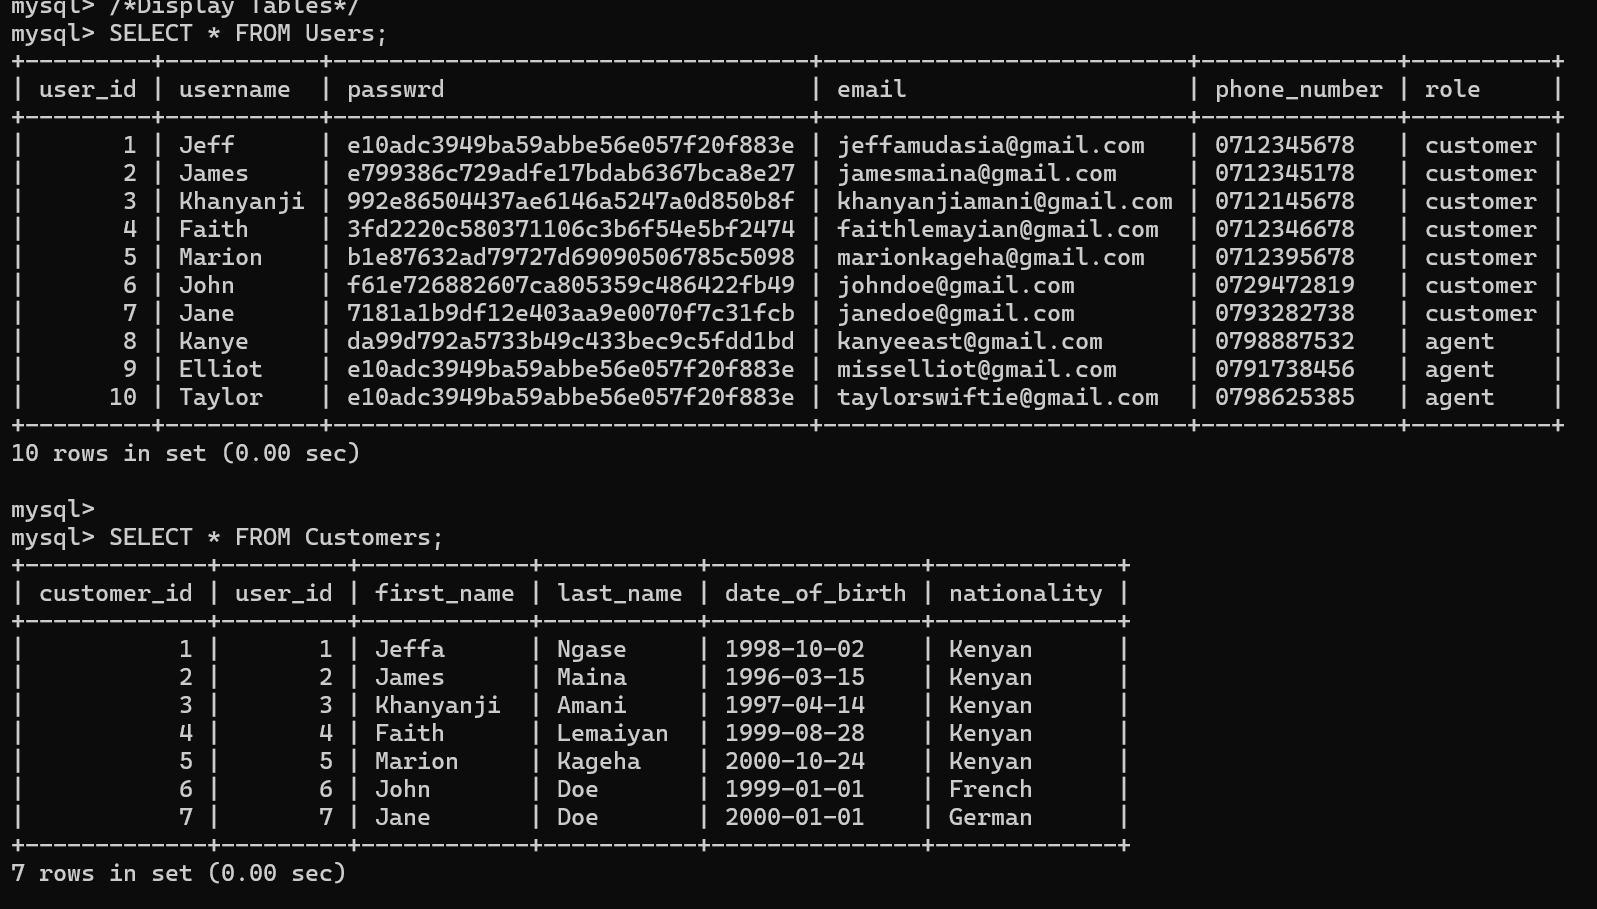 mysql> /*Display Tables*/
mysql> SELECT * FROM Users;
+---------+-----------+----------------------------------+--------------------------+--------------+----------+
| user_id | username  | passwrd                          | email                    | phone_number | role     |
+---------+-----------+----------------------------------+--------------------------+--------------+----------+
|       1 | Jeff      | e10adc3949ba59abbe56e057f20f883e | jeffamudasia@gmail.com   | 0712345678   | customer |
|       2 | James     | e799386c729adfe17bdab6367bca8e27 | jamesmaina@gmail.com     | 0712345178   | customer |
|       3 | Khanyanji | 992e86504437ae6146a5247a0d850b8f | khanyanjiamani@gmail.com | 0712145678   | customer |
|       4 | Faith     | 3fd2220c580371106c3b6f54e5bf2474 | faithlemayian@gmail.com  | 0712346678   | customer |
|       5 | Marion    | b1e87632ad79727d69090506785c5098 | marionkageha@gmail.com   | 0712395678   | customer |
|       6 | John      | f61e726882607ca805359c486422fb49 | johndoe@gmail.com        | 0729472819   | customer |
|       7 | Jane      | 7181a1b9df12e403aa9e0070f7c31fcb | janedoe@gmail.com        | 0793282738   | customer |
|       8 | Kanye     | da99d792a5733b49c433bec9c5fdd1bd | kanyeeast@gmail.com      | 0798887532   | agent    |
|       9 | Elliot    | e10adc3949ba59abbe56e057f20f883e | misselliot@gmail.com     | 0791738456   | agent    |
|      10 | Taylor    | e10adc3949ba59abbe56e057f20f883e | taylorswiftie@gmail.com  | 0798625385   | agent    |
+---------+-----------+----------------------------------+--------------------------+--------------+----------+
10 rows in set (0.00 sec)

mysql>
mysql> SELECT * FROM Customers;
+-------------+---------+------------+-----------+---------------+-------------+
| customer_id | user_id | first_name | last_name | date_of_birth | nationality |
+-------------+---------+------------+-----------+---------------+-------------+
|           1 |       1 | Jeffa      | Ngase     | 1998-10-02    | Kenyan      |
|           2 |       2 | James      | Maina     | 1996-03-15    | Kenyan      |
|           3 |       3 | Khanyanji  | Amani     | 1997-04-14    | Kenyan      |
|           4 |       4 | Faith      | Lemaiyan  | 1999-08-28    | Kenyan      |
|           5 |       5 | Marion     | Kageha    | 2000-10-24    | Kenyan      |
|           6 |       6 | John       | Doe       | 1999-01-01    | French      |
|           7 |       7 | Jane       | Doe       | 2000-01-01    | German      |
+-------------+---------+------------+-----------+---------------+-------------+
7 rows in set (0.00 sec)